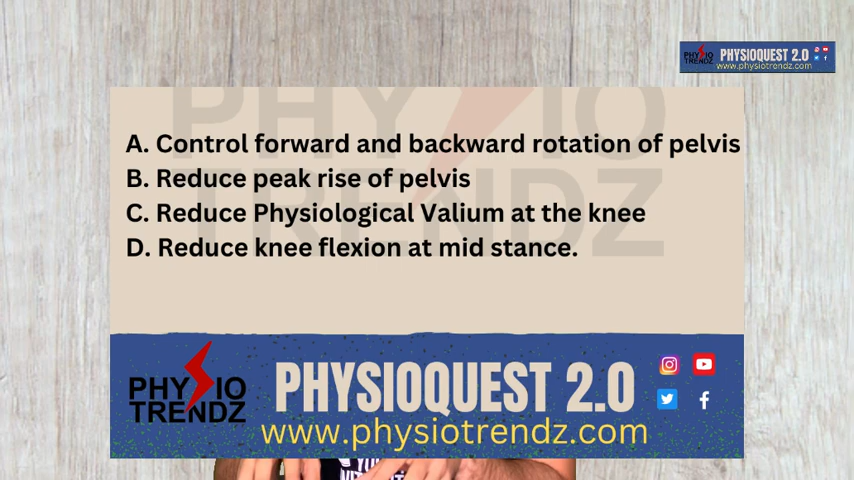 PHYSIO
TRENDZ
PHYSIOQUEST 2.0
www.physiotrendz.com
PHYSIO
TRENDZ
A. Control forward and backward rotation of pelvis
B. Reduce peak rise of pelvis
C. Reduce Physiological Valium at the knee
D. Reduce knee flexion at mid stance.
PHYSIO
TRENDZ
PHYSIOQUEST 2.0
www.physiotrendz.com